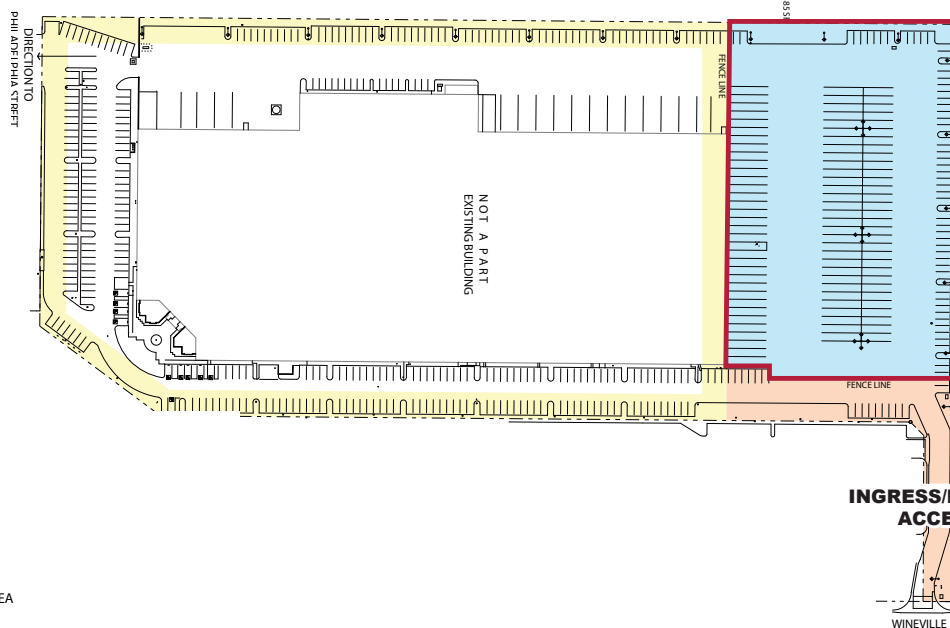 DIRECTION TO
PHILADELPHIA STREET
FENCE LINE
NOT A PART
EXISTING BUILDING
FENCE LINE
INGRESS/
ACCE
WINEVILLE
EA